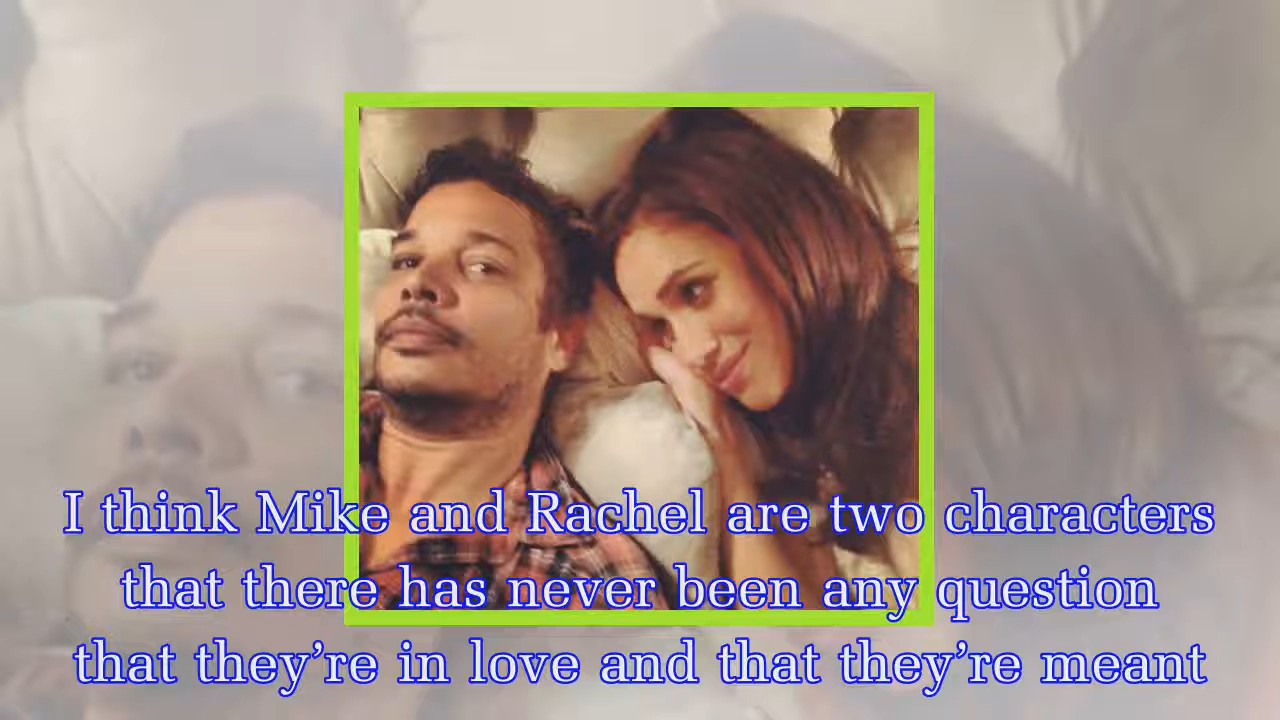 I think Mike and Rachel are two characters
that there has never been any question
that they’re in love and that they’re meant